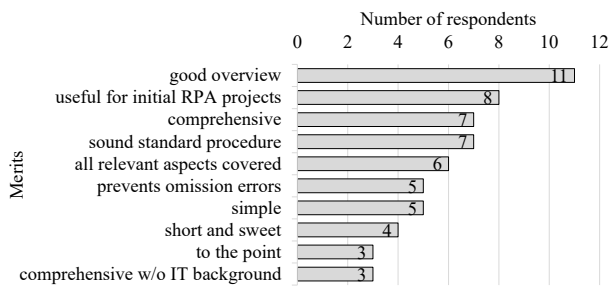 Number of respondents
0 2 4 6 8 10 12
Merits
good overview 11
useful for initial RPA projects 8
comprehensive 7
sound standard procedure 7
all relevant aspects covered 6
prevents omission errors 5
simple 5
short and sweet 4
to the point 3
comprehensive w/o IT background 3